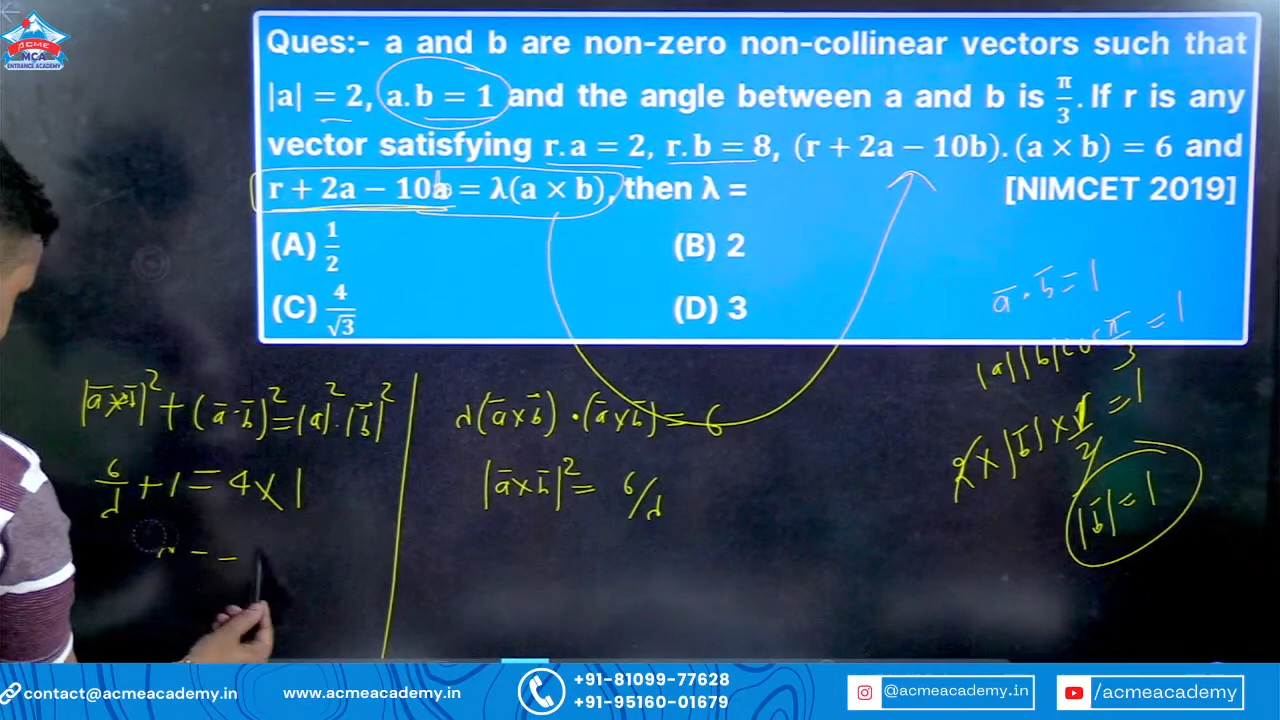 ACME
MCA
ENTRANCE ACADEMY
Ques:- a and b are non-zero non-collinear vectors such that
|a| = 2, a.b = 1 and the angle between a and b is π/3. If r is any
vector satisfying r.a = 2, r.b = 8, (r + 2a − 10b).(a × b) = 6 and
r + 2a − 10b = λ(a × b), then λ = [NIMCET 2019]
(A) 1/2 (B) 2
(C) 4/√3 (D) 3
a̅ · b̅ = 1
|a||b| cos π/3 = 1
2 × |b̅| × 1/2 = 1
|b̅| = 1
|a̅ × b̅|² + (a̅ · b̅)² = |a̅|² · |b̅|²
6/λ + 1 = 4 × 1
λ(a̅ × b̅) · (a̅ × b̅) = 6
|a̅ × b̅|² = 6/λ
contact@acmeacademy.in
www.acmeacademy.com
+91-81099-77628
+91-95160-01679
@acmeacademy.in
/acmeacademy